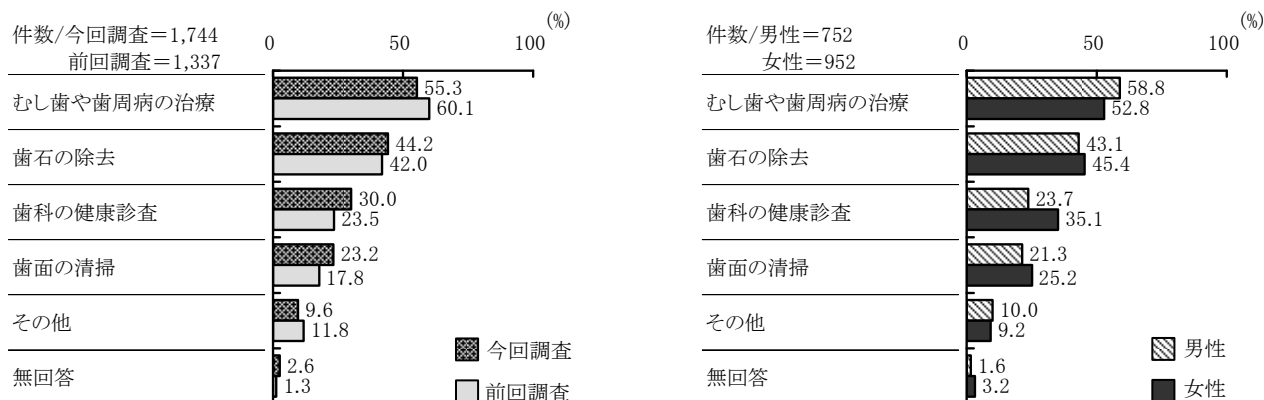 件数/今回調査＝1,744
前回調査＝1,337
(%)
0 50 100
むし歯や歯周病の治療
55.3
60.1
歯石の除去
44.2
42.0
歯科の健康診査
30.0
23.5
歯面の清掃
23.2
17.8
その他
9.6
11.8
無回答
2.6
1.3
今回調査
前回調査
件数/男性＝752
女性＝952
(%)
0 50 100
むし歯や歯周病の治療
58.8
52.8
歯石の除去
43.1
45.4
歯科の健康診査
23.7
35.1
歯面の清掃
21.3
25.2
その他
10.0
9.2
無回答
1.6
3.2
男性
女性